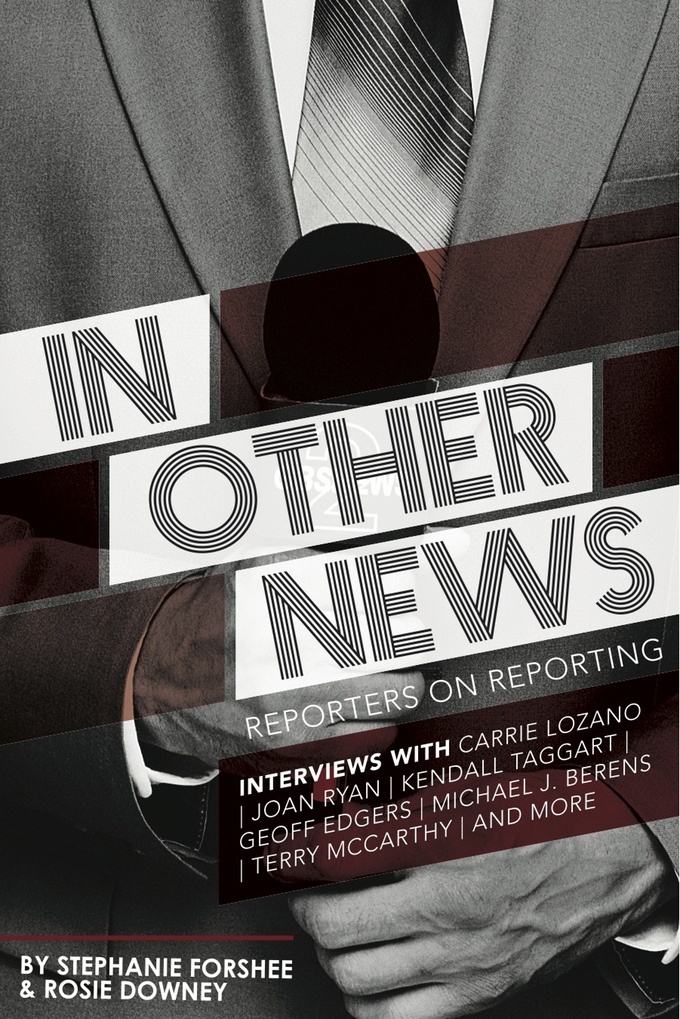 IN
OTHER
NEWS
REPORTERS ON REPORTING
INTERVIEWS WITH CARRIE LOZANO
| JOAN RYAN | KENDALL TAGGART |
GEOFF EDGERS | MICHAEL J. BERENS
| TERRY MCCARTHY | AND MORE
BY STEPHANIE FORSHEE
& ROSIE DOWNEY